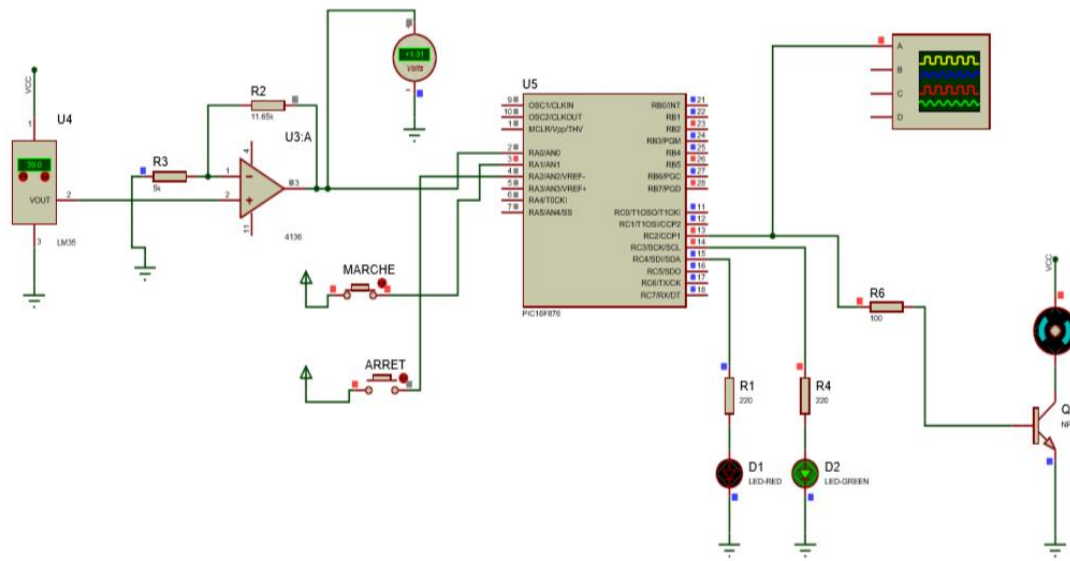 VCC
U4
1
39.0
VOUT
2
3
LM35
R2
11.65k
R3
5k
U3:A
4
1
2
3
11
4136
+1.31
Volts
MARCHE
ARRET
U5
9 OSC1/CLKIN
10 OSC2/CLKOUT
1 MCLR/Vpp/THV
2 RA0/AN0
3 RA1/AN1
4 RA2/AN2/VREF-
5 RA3/AN3/VREF+
6 RA4/T0CKI
7 RA5/AN4/SS
RB0/INT 21
RB1 22
RB2 23
RB3/PGM 24
RB4 25
RB5 26
RB6/PGC 27
RB7/PGD 28
RC0/T1OSO/T1CKI 11
RC1/T1OSI/CCP2 12
RC2/CCP1 13
RC3/SCK/SCL 14
RC4/SDI/SDA 15
RC5/SDO 16
RC6/TX/CK 17
RC7/RX/DT 18
PIC16F876
A
B
C
D
R6
100
R1
220
R4
220
D1
LED-RED
D2
LED-GREEN
VCC
Q